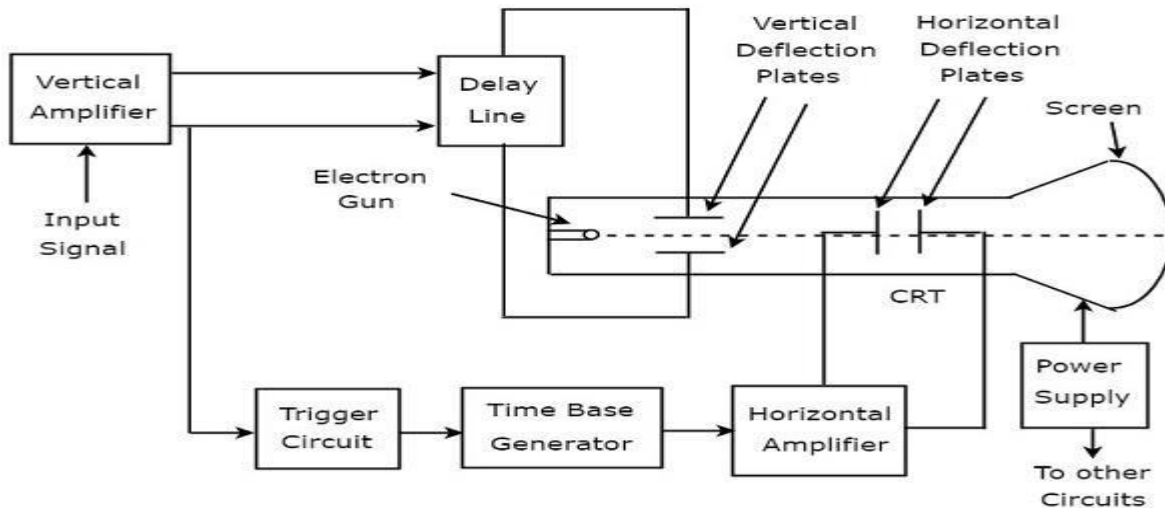 Vertical
Deflection
Plates
Horizontal
Deflection
Plates
Vertical
Amplifier
Delay
Line
Screen
Electron
Gun
Input
Signal
CRT
Power
Supply
Trigger
Circuit
Time Base
Generator
Horizontal
Amplifier
To other
Circuits